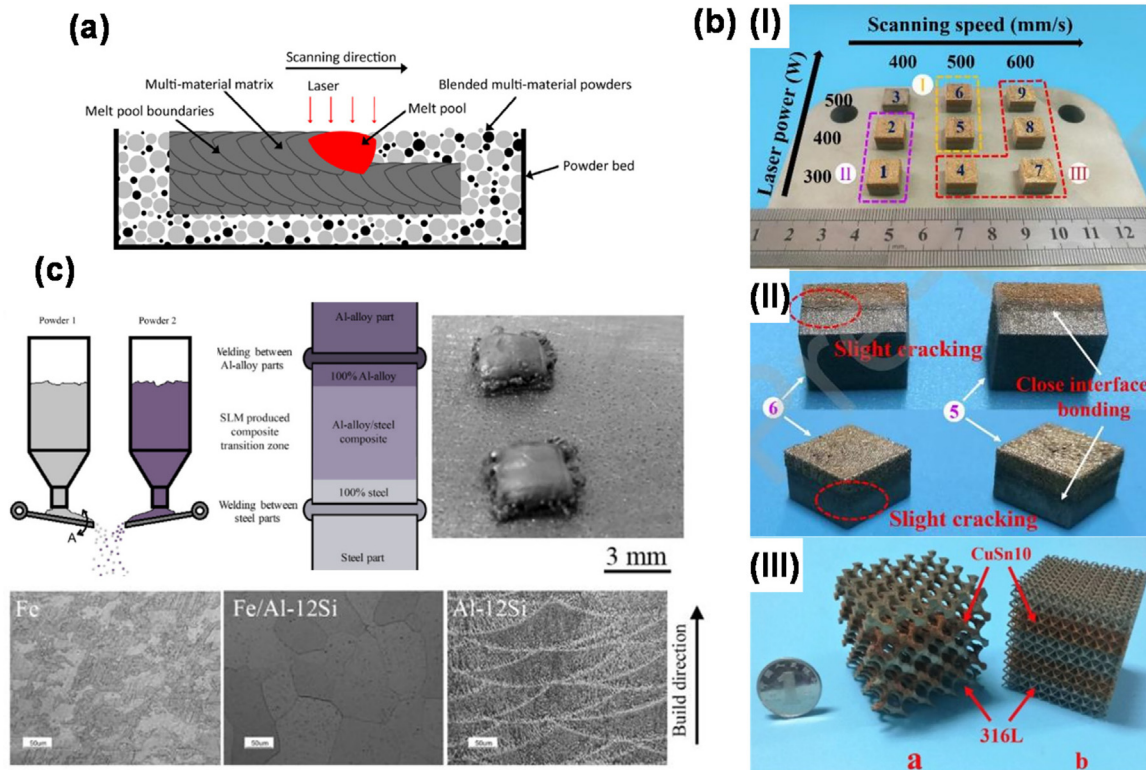 (a)
Scanning direction
Multi-material matrix
Laser
Blended multi-material powders
Melt pool boundaries
Melt pool
Powder bed
(b)
(I)
Scanning speed (mm/s)
400 500 600
Laser power (W)
500
400
300
I
II
III
3 6 9
2 5 8
1 4 7
1 2 3 4 5 6 7 8 9 10 11 12
(II)
Slight cracking
Close interface
bonding
6
5
Slight cracking
(III)
CuSn10
316L
a b
(c)
Powder 1
Powder 2
A
Welding between
Al-alloy parts
SLM produced
composite
transition zone
Welding between
steel parts
Al-alloy part
100% Al-alloy
Al-alloy/steel
composite
100% steel
Steel part
3 mm
Fe
50µm
Fe/Al-12Si
50µm
Al-12Si
50µm
Build direction